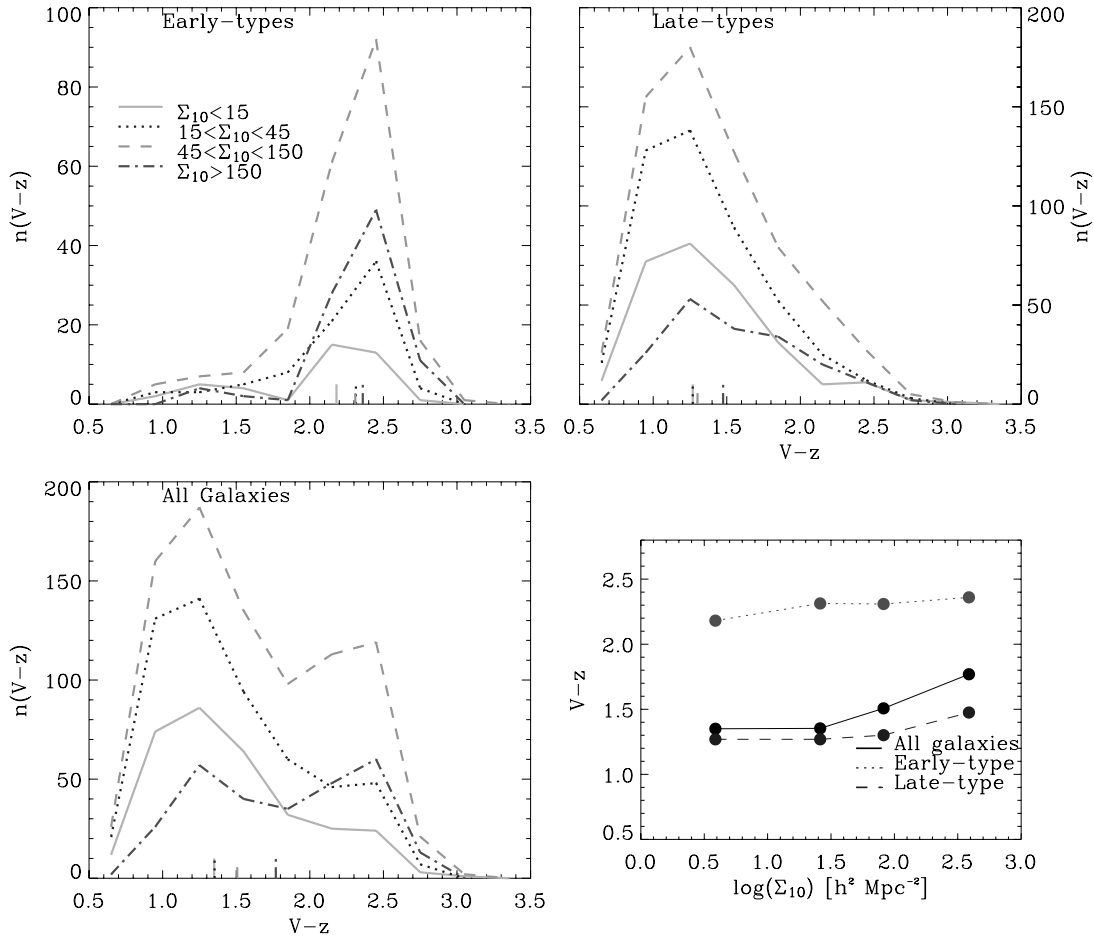 Early-types
100
80
60
40
20
0
n(V-z)
Σ₁₀<15
15<Σ₁₀<45
45<Σ₁₀<150
Σ₁₀>150
0.5 1.0 1.5 2.0 2.5 3.0 3.5
Late-types
200
150
100
50
0
n(V-z)
0.5 1.0 1.5 2.0 2.5 3.0 3.5
V-z
All Galaxies
200
150
100
50
0
n(V-z)
0.5 1.0 1.5 2.0 2.5 3.0 3.5
V-z
2.5
2.0
1.5
1.0
0.5
V-z
All galaxies
Early-type
Late-type
0.0 0.5 1.0 1.5 2.0 2.5 3.0
log(Σ₁₀) [h² Mpc⁻²]